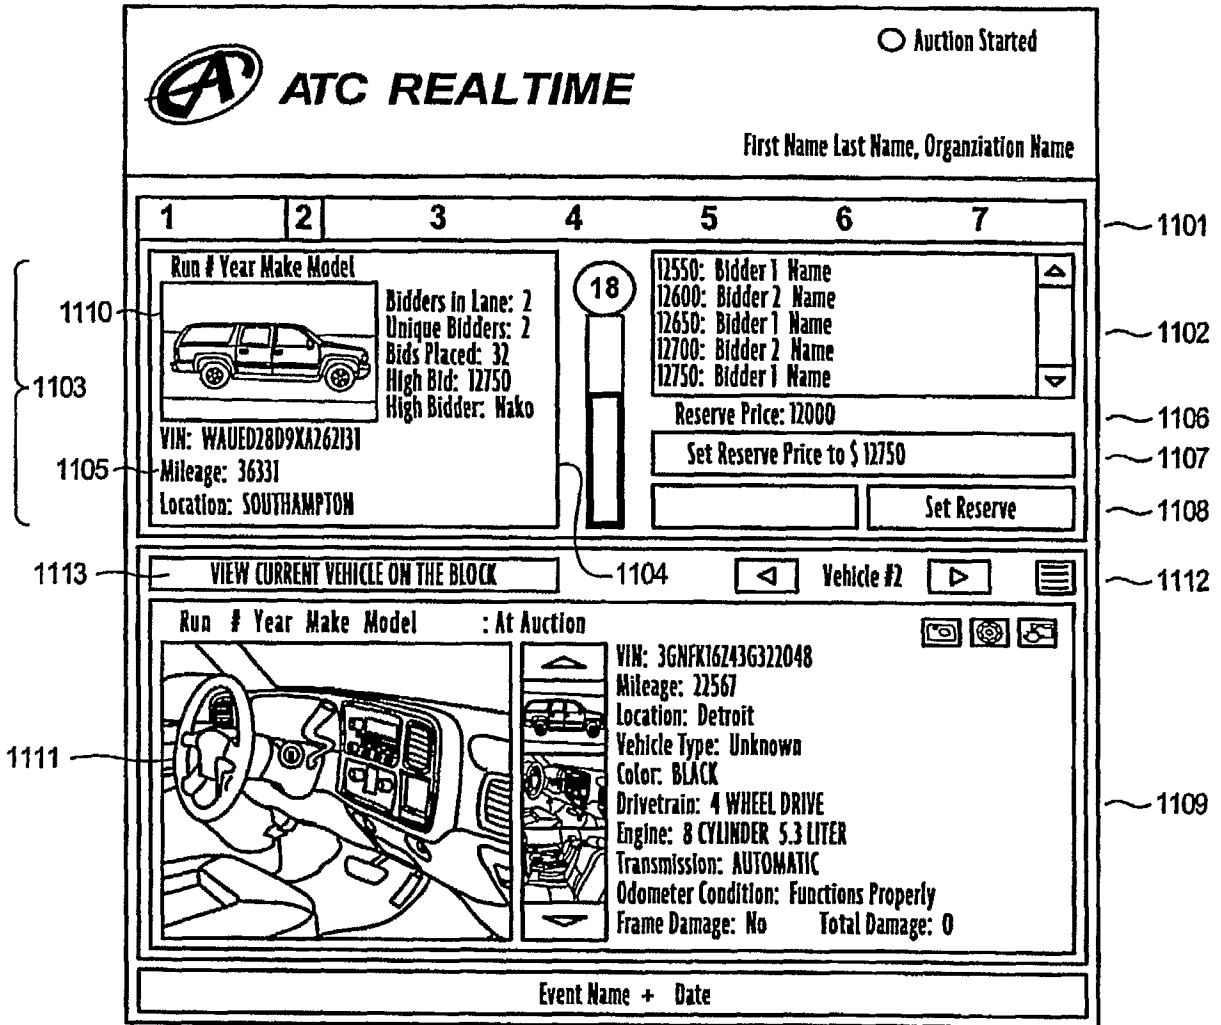 Auction Started
ATC REALTIME
First Name Last Name, Organziation Name
1 2 3 4 5 6 7
1101
Run # Year Make Model
1110
1103
Bidders in Lane: 2
Unique Bidders: 2
Bids Placed: 32
High Bid: 12750
High Bidder: Nako
VIN: WAUED28D9XA262131
1105
Mileage: 36331
Location: SOUTHAMPTON
18
12550: Bidder 1 Name
12600: Bidder 2 Name
12650: Bidder 1 Name
12700: Bidder 2 Name
12750: Bidder 1 Name
1102
Reserve Price: 12000
1106
Set Reserve Price to $ 12750
1107
Set Reserve
1108
1113
VIEW CURRENT VEHICLE ON THE BLOCK
1104
Vehicle #2
1112
Run # Year Make Model : At Auction
1111
VIN: 3GNFK16Z43G322048
Mileage: 22567
Location: Detroit
Vehicle Type: Unknown
Color: BLACK
Drivetrain: 4 WHEEL DRIVE
1109
Engine: 8 CYLINDER 5.3 LITER
Transmission: AUTOMATIC
Odometer Condition: Functions Properly
Frame Damage: No Total Damage: 0
Event Name + Date